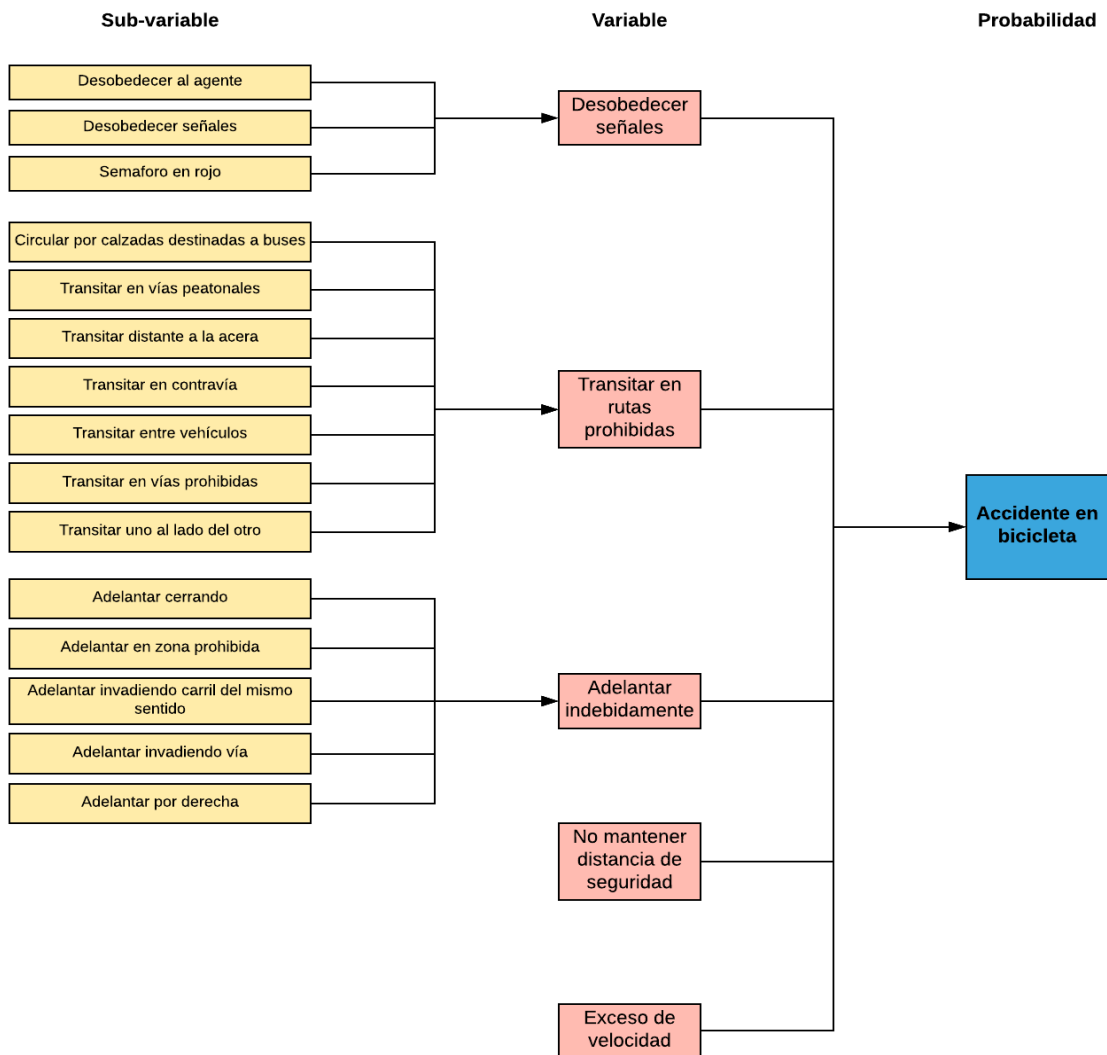 Sub-variable
Variable
Probabilidad
Desobedecer al agente
Desobedecer señales
Semaforo en rojo
Desobedecer
señales
Circular por calzadas destinadas a buses
Transitar en vías peatonales
Transitar distante a la acera
Transitar en contravía
Transitar entre vehículos
Transitar en vías prohibidas
Transitar uno al lado del otro
Transitar en
rutas
prohibidas
Accidente en
bicicleta
Adelantar cerrando
Adelantar en zona prohibida
Adelantar invadiendo carril del mismo
sentido
Adelantar invadiendo vía
Adelantar por derecha
Adelantar
indebidamente
No mantener
distancia de
seguridad
Exceso de
velocidad